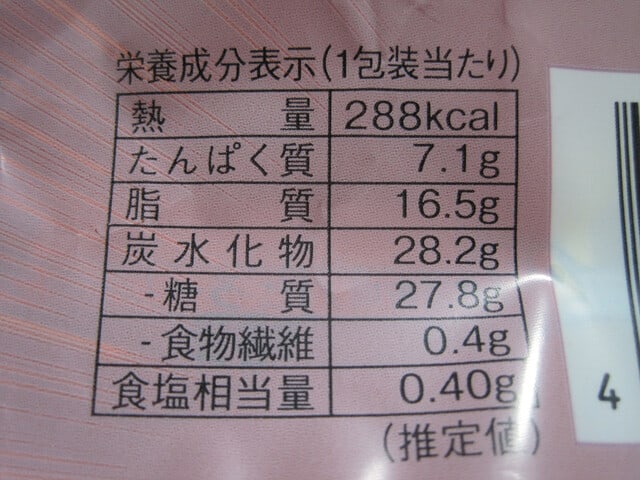 栄養成分表示(1包装当たり)
熱量 288kcal
たんぱく質 7.1g
脂質 16.5g
炭水化物 28.2g
-糖質 27.8g
-食物繊維 0.4g
食塩相当量 0.40g
(推定値)
4